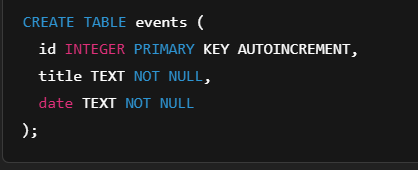 CREATE TABLE events (
  id INTEGER PRIMARY KEY AUTOINCREMENT,
  title TEXT NOT NULL,
  date TEXT NOT NULL
);